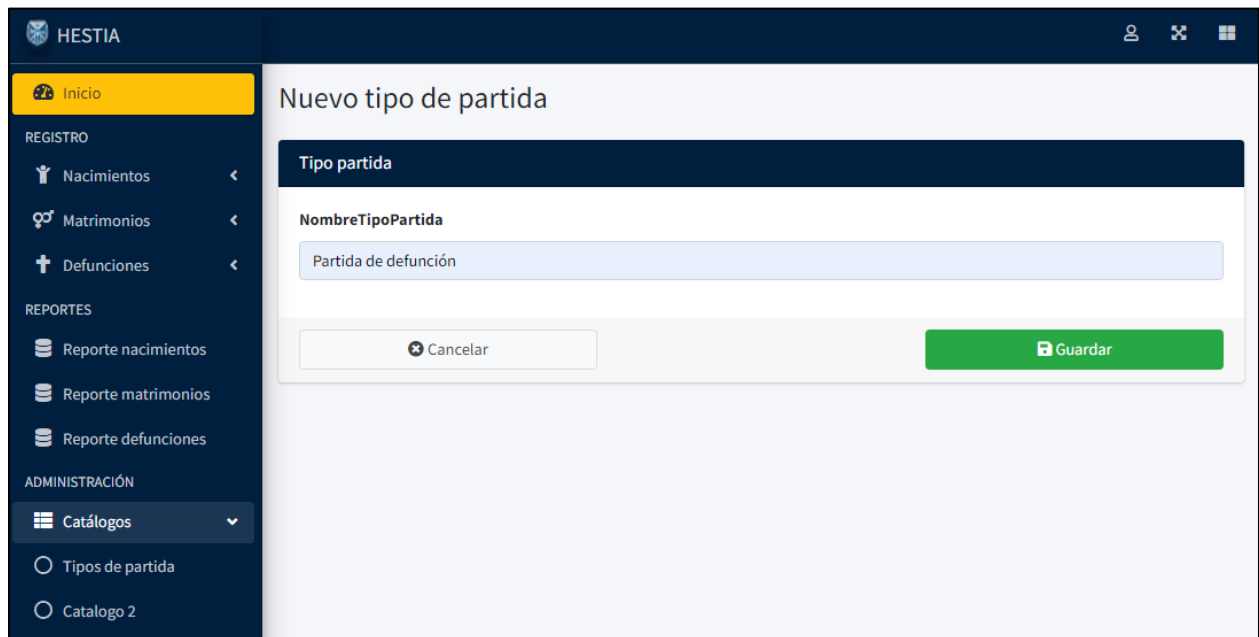 HESTIA
Inicio
REGISTRO
Nacimientos
Matrimonios
Defunciones
REPORTES
Reporte nacimientos
Reporte matrimonios
Reporte defunciones
ADMINISTRACIÓN
Catálogos
Tipos de partida
Catalogo 2
Nuevo tipo de partida
Tipo partida
NombreTipoPartida
Partida de defunción
Cancelar
Guardar